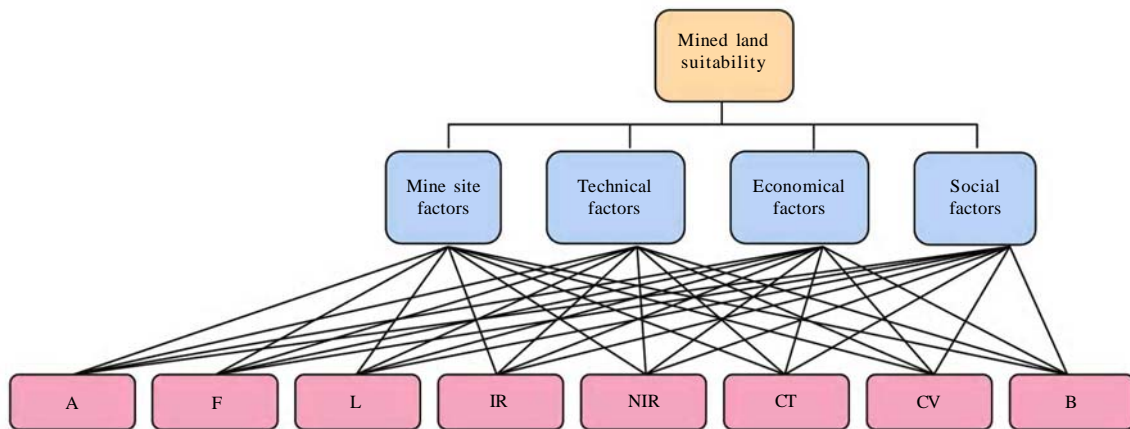 Mined land
suitability
Mine site
factors
Technical
factors
Economical
factors
Social
factors
A
F
L
IR
NIR
CT
CV
B